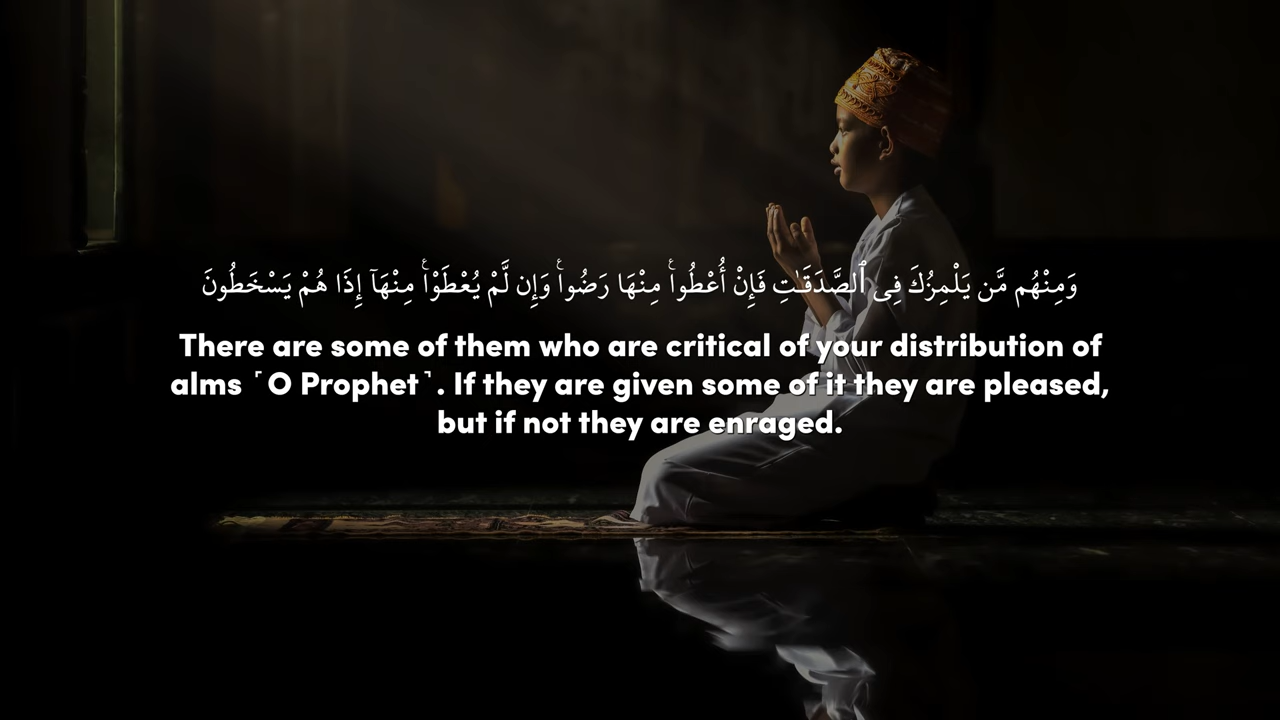 وَمِنْهُم مَّن يَلْمِزُكَ فِى ٱلصَّدَقَـٰتِ فَإِنْ أُعْطُوا۟ مِنْهَا رَضُوا۟ وَإِن لَّمْ يُعْطَوْا۟ مِنْهَآ إِذَا هُمْ يَسْخَطُونَ
There are some of them who are critical of your distribution of
alms ˹O Prophet˺. If they are given some of it they are pleased,
but if not they are enraged.